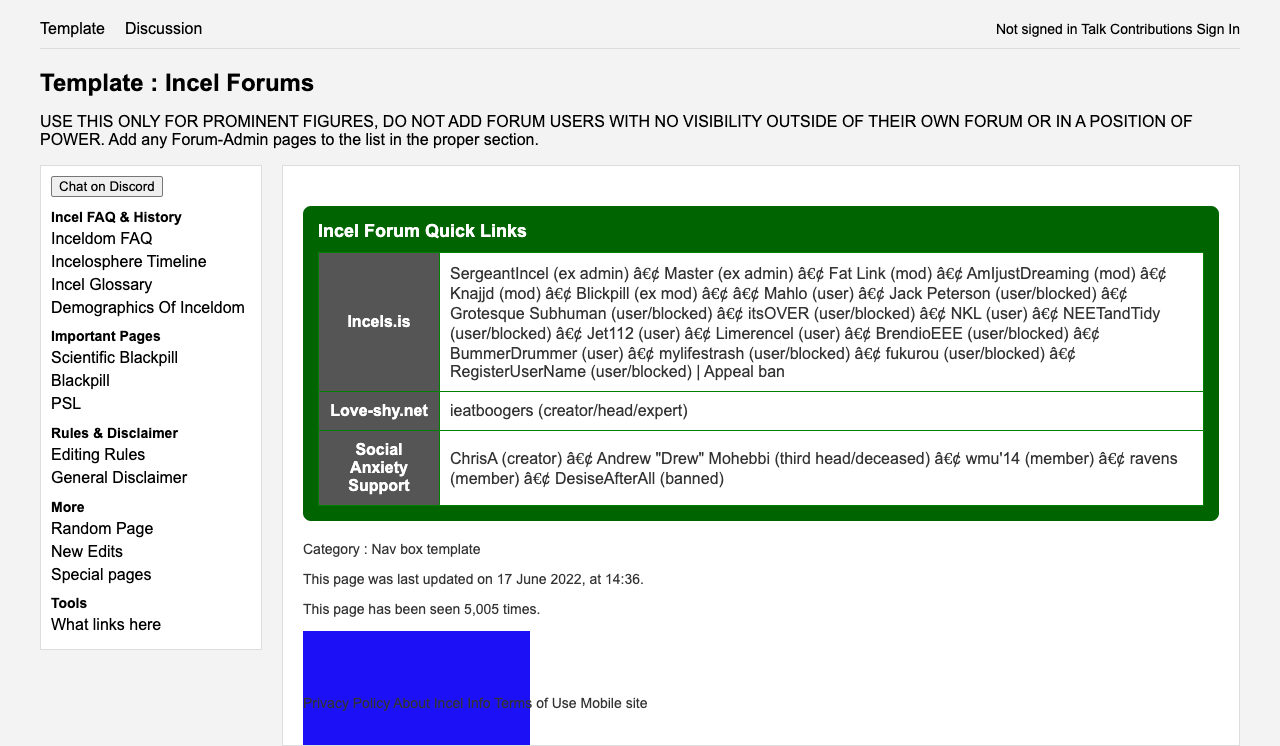 Template Discussion
Not signed in Talk Contributions Sign In
Template : Incel Forums
USE THIS ONLY FOR PROMINENT FIGURES, DO NOT ADD FORUM USERS WITH NO VISIBILITY OUTSIDE OF THEIR OWN FORUM OR IN A POSITION OF
POWER. Add any Forum-Admin pages to the list in the proper section.
Chat on Discord
Incel FAQ & History
Inceldom FAQ
Incelosphere Timeline
Incel Glossary
Demographics Of Inceldom
Important Pages
Scientific Blackpill
Blackpill
PSL
Rules & Disclaimer
Editing Rules
General Disclaimer
More
Random Page
New Edits
Special pages
Tools
What links here
Incel Forum Quick Links
Incels.is
SergeantIncel (ex admin) â€¢ Master (ex admin) â€¢ Fat Link (mod) â€¢ AmIjustDreaming (mod) â€¢
Knajjd (mod) â€¢ Blickpill (ex mod) â€¢ â€¢ Mahlo (user) â€¢ Jack Peterson (user/blocked) â€¢
Grotesque Subhuman (user/blocked) â€¢ itsOVER (user/blocked) â€¢ NKL (user) â€¢ NEETandTidy
(user/blocked) â€¢ Jet112 (user) â€¢ Limerencel (user) â€¢ BrendioEEE (user/blocked) â€¢
BummerDrummer (user) â€¢ mylifestrash (user/blocked) â€¢ fukurou (user/blocked) â€¢
RegisterUserName (user/blocked) | Appeal ban
Love-shy.net
ieatboogers (creator/head/expert)
Social
Anxiety
Support
ChrisA (creator) â€¢ Andrew "Drew" Mohebbi (third head/deceased) â€¢ wmu'14 (member) â€¢ ravens
(member) â€¢ DesiseAfterAll (banned)
Category : Nav box template
This page was last updated on 17 June 2022, at 14:36.
This page has been seen 5,005 times.
Privacy Policy About Incel Info Terms of Use Mobile site